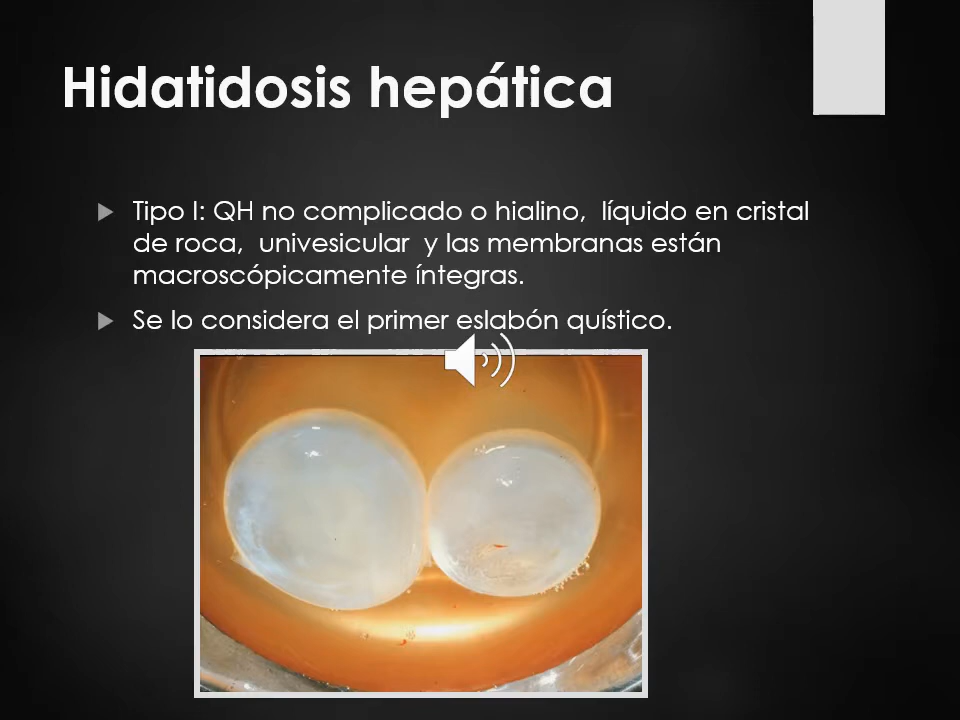 Hidatidosis hepática
Tipo I: QH no complicado o hialino, líquido en cristal
de roca, univesicular y las membranas están
macroscópicamente íntegras.
Se lo considera el primer eslabón quístico.